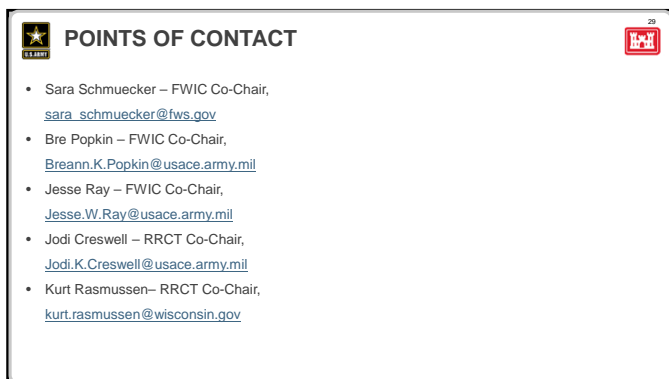 29
POINTS OF CONTACT
U.S. ARMY
• Sara Schmuecker – FWIC Co-Chair,
sara_schmuecker@fws.gov
• Bre Popkin – FWIC Co-Chair,
Breann.K.Popkin@usace.army.mil
• Jesse Ray – FWIC Co-Chair,
Jesse.W.Ray@usace.army.mil
• Jodi Creswell – RRCT Co-Chair,
Jodi.K.Creswell@usace.army.mil
• Kurt Rasmussen– RRCT Co-Chair,
kurt.rasmussen@wisconsin.gov